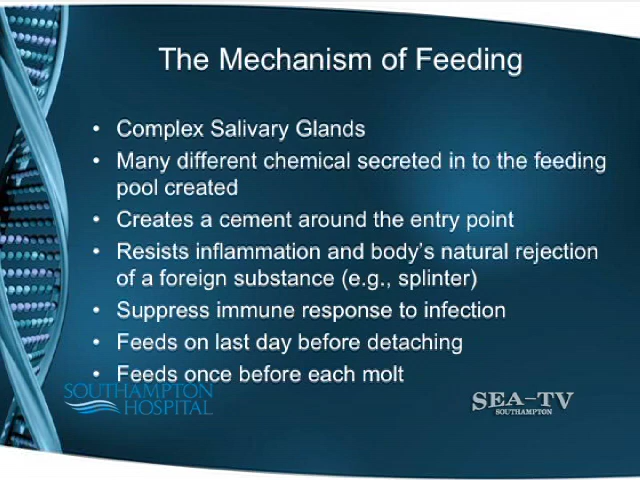 The Mechanism of Feeding
• Complex Salivary Glands
• Many different chemical secreted in to the feeding
pool created
• Creates a cement around the entry point
• Resists inflammation and body's natural rejection
of a foreign substance (e.g., splinter)
• Suppress immune response to infection
• Feeds on last day before detaching
• Feeds once before each molt
SOUTHAMPTON
HOSPITAL
SEA-TV
SOUTHAMPTON